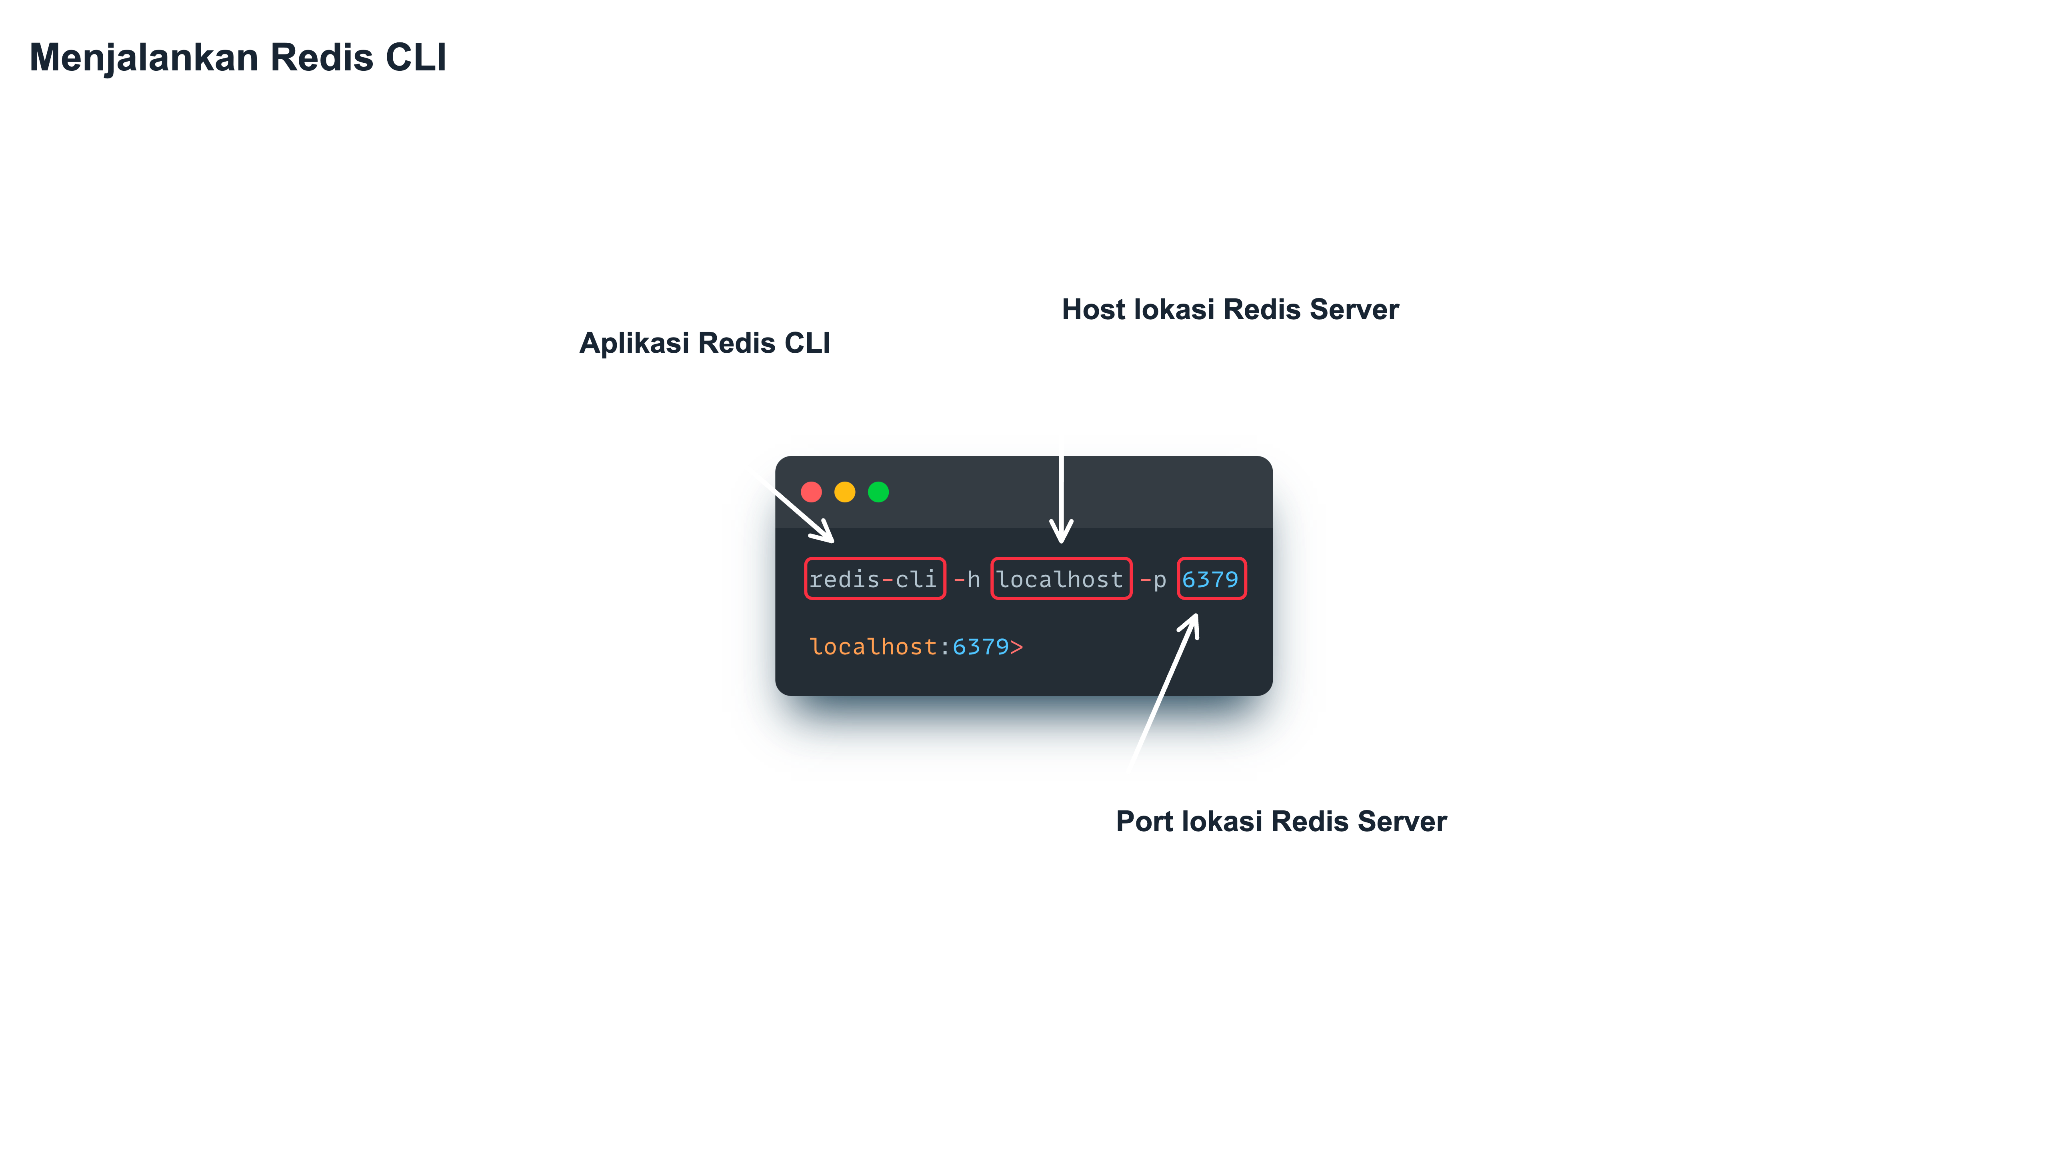 Menjalankan Redis CLI
Host lokasi Redis Server
Aplikasi Redis CLI
redis-cli -h localhost -p 6379
localhost:6379>
Port lokasi Redis Server